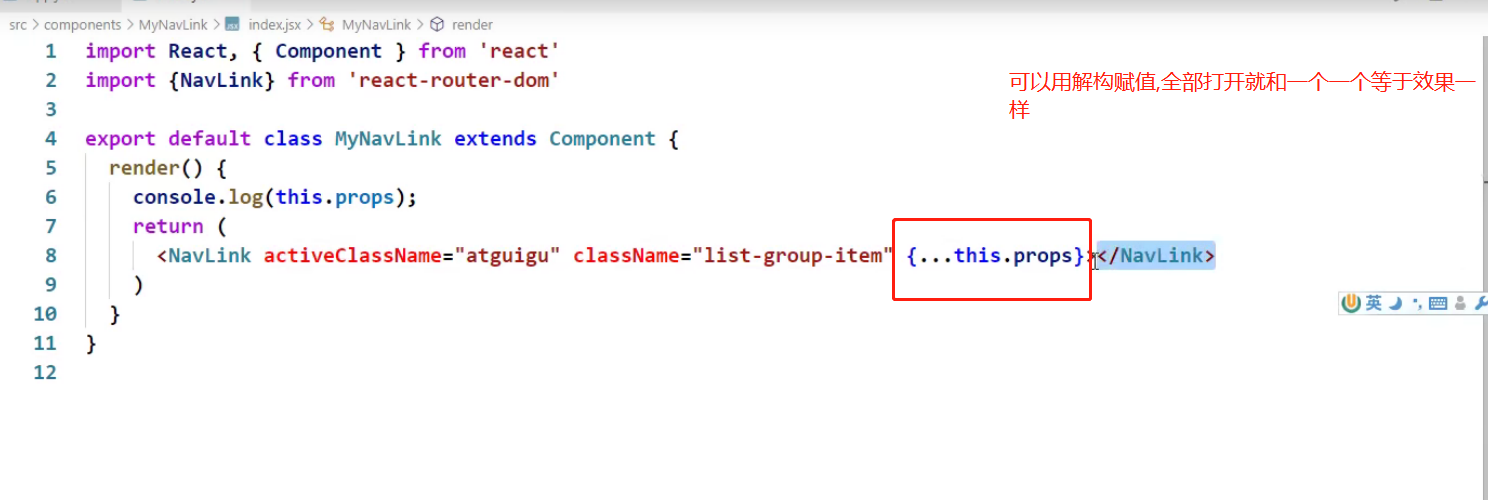 src > components > MyNavLink > index.jsx > MyNavLink > render
1 import React, { Component } from 'react'
2 import {NavLink} from 'react-router-dom'
可以用解构赋值,全部打开就和一个一个等于效果一
样
3
4 export default class MyNavLink extends Component {
5 render() {
6 console.log(this.props);
7 return (
8 <NavLink activeClassName="atguigu" className="list-group-item" {...this.props}></NavLink>
9 )
10 }
11 }
12
英